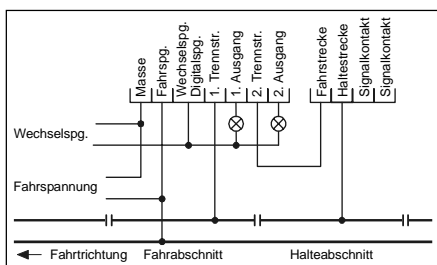 Masse
Fahrspg.
Wechselspg.
Digitalspg.
1. Trennstr.
1. Ausgang
2. Trennstr.
2. Ausgang
Fahrstrecke
Haltestrecke
Signalkontakt
Signalkontakt
Wechselspg.
Fahrspannung
Fahrtrichtung
Fahrabschnitt
Halteabschnitt